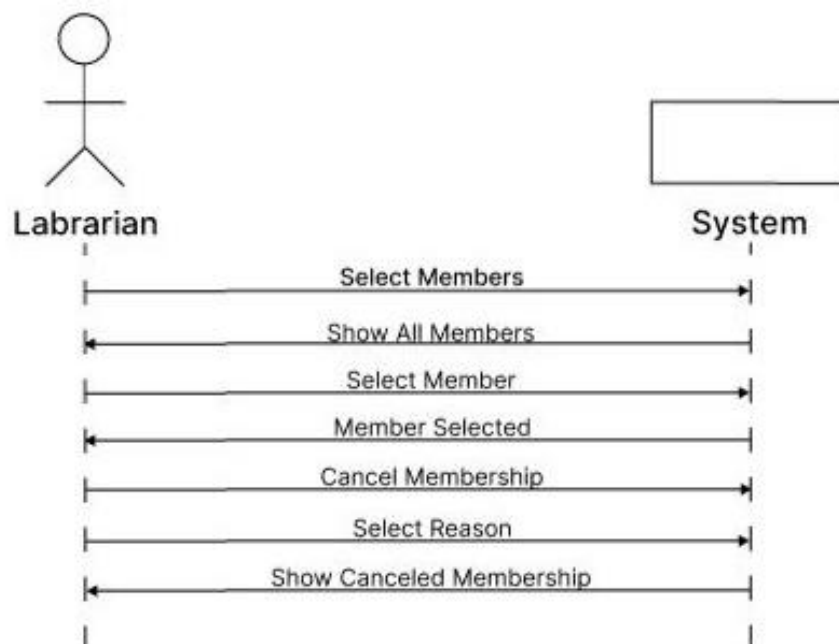 Labrarian
System
Select Members
Show All Members
Select Member
Member Selected
Cancel Membership
Select Reason
Show Canceled Membership